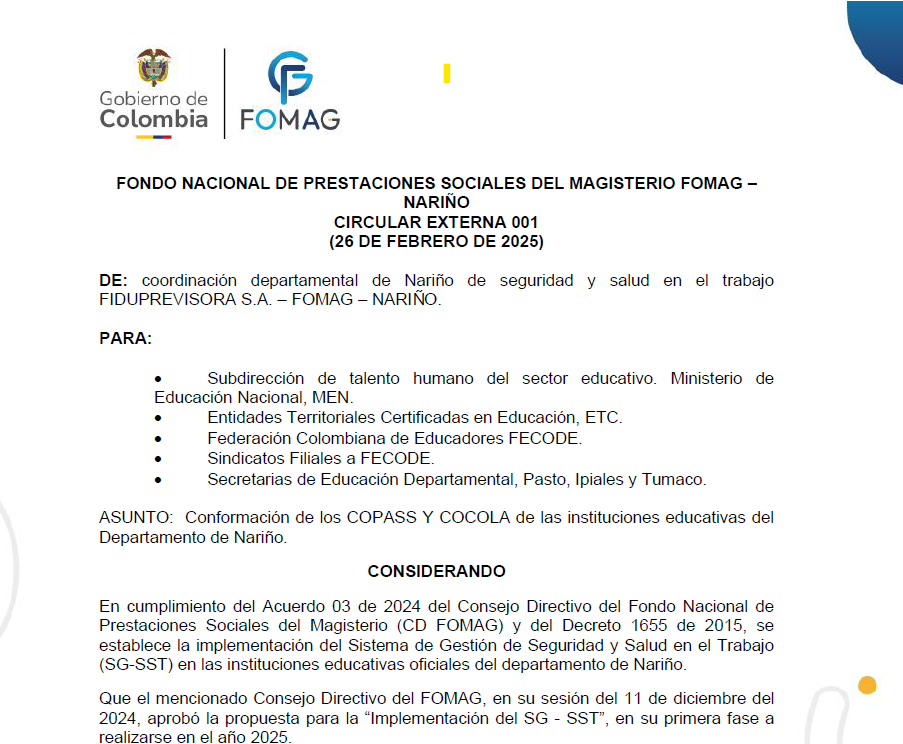 Gobierno de
Colombia
FOMAG
FONDO NACIONAL DE PRESTACIONES SOCIALES DEL MAGISTERIO FOMAG –
NARIÑO
CIRCULAR EXTERNA 001
(26 DE FEBRERO DE 2025)
DE: coordinación departamental de Nariño de seguridad y salud en el trabajo
FIDUPREVISORA S.A. – FOMAG – NARIÑO.
PARA:
• Subdirección de talento humano del sector educativo. Ministerio de
Educación Nacional, MEN.
• Entidades Territoriales Certificadas en Educación, ETC.
• Federación Colombiana de Educadores FECODE.
• Sindicatos Filiales a FECODE.
• Secretarias de Educación Departamental, Pasto, Ipiales y Tumaco.
ASUNTO: Conformación de los COPASS Y COCOLA de las instituciones educativas del
Departamento de Nariño.
CONSIDERANDO
En cumplimiento del Acuerdo 03 de 2024 del Consejo Directivo del Fondo Nacional de
Prestaciones Sociales del Magisterio (CD FOMAG) y del Decreto 1655 de 2015, se
establece la implementación del Sistema de Gestión de Seguridad y Salud en el Trabajo
(SG-SST) en las instituciones educativas oficiales del departamento de Nariño.
Que el mencionado Consejo Directivo del FOMAG, en su sesión del 11 de diciembre del
2024, aprobó la propuesta para la “Implementación del SG - SST”, en su primera fase a
realizarse en el año 2025.